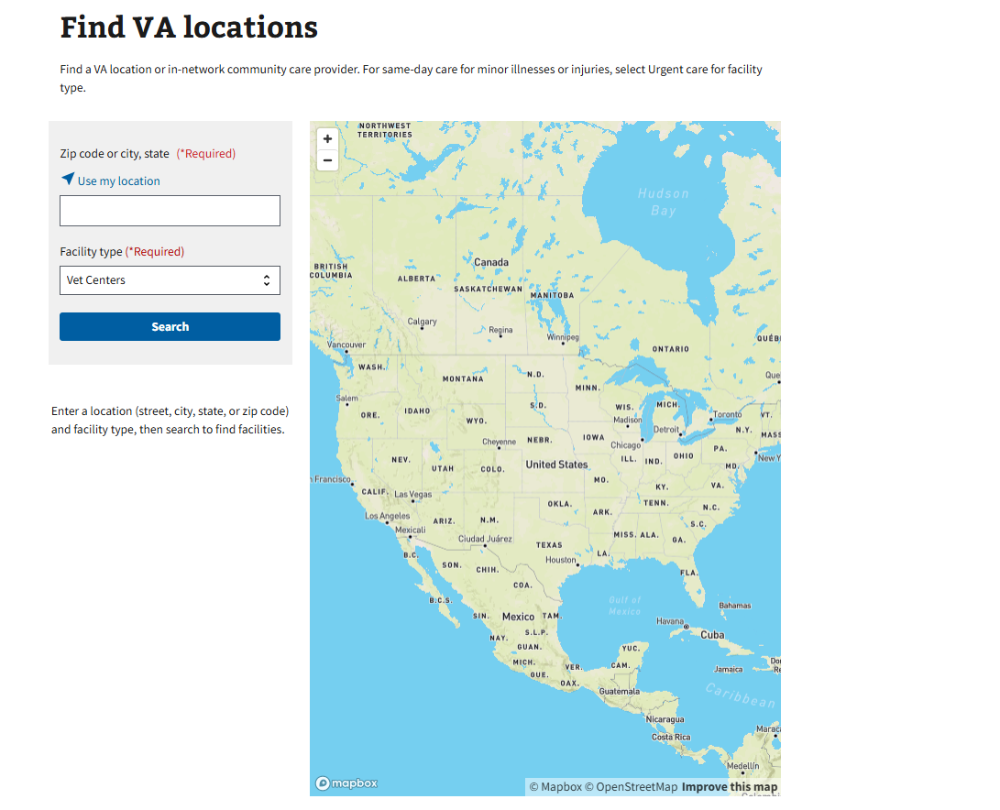 Find VA locations
Find a VA location or in-network community care provider. For same-day care for minor illnesses or injuries, select Urgent care for facility
type.
Zip code or city, state (*Required)
Use my location
Facility type (*Required)
Vet Centers
Search
Enter a location (street, city, state, or zip code)
and facility type, then search to find facilities.
+
−
NORTHWEST
TERRITORIES
Hudson
Bay
Canada
BRITISH
COLUMBIA
ALBERTA
SASKATCHEWAN
MANITOBA
Calgary
Regina
Winnipeg
Vancouver
ONTARIO
QUÉB
WASH.
MONTANA
N.D.
MINN.
Que
Salem
ORE.
IDAHO
S.D.
WIS.
MICH.
Madison
Toronto
VT.
WYO.
Detroit
N.Y.
MASS
Cheyenne
NEBR.
IOWA
Chicago
PA.
NEV.
UTAH
COLO.
United States
ILL.
IND.
OHIO
MD.
New Y
n Francisco
MO.
KY.
VA.
CALIF.
Las Vegas
OKLA.
ARK.
TENN.
N.C.
Los Angeles
ARIZ.
N.M.
S.C.
Mexicali
Ciudad Juárez
TEXAS
MISS.
ALA.
GA.
B.C.
SON.
CHIH.
Houston
LA.
FLA.
COA.
B.C.S.
Gulf of
Mexico
Bahamas
SIN.
Mexico
TAM.
Havana
Cuba
NAY.
S.L.P.
GUAN.
YUC.
MICH.
VER.
CAM.
Jamaica
Do
Re
GUE.
OAX.
Guatemala
Caribbean
Nicaragua
Costa Rica
Marac
Medellín
mapbox
© Mapbox © OpenStreetMap Improve this map